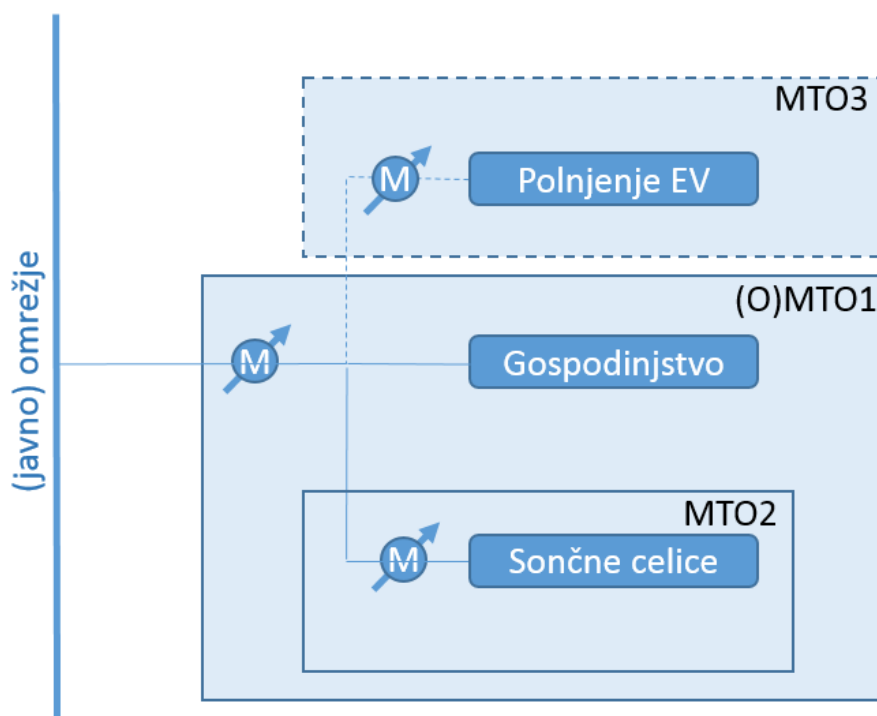 MTO3
M
Polnjenje EV
(javno) omrežje
(O)MTO1
M
Gospodinjstvo
MTO2
M
Sončne celice